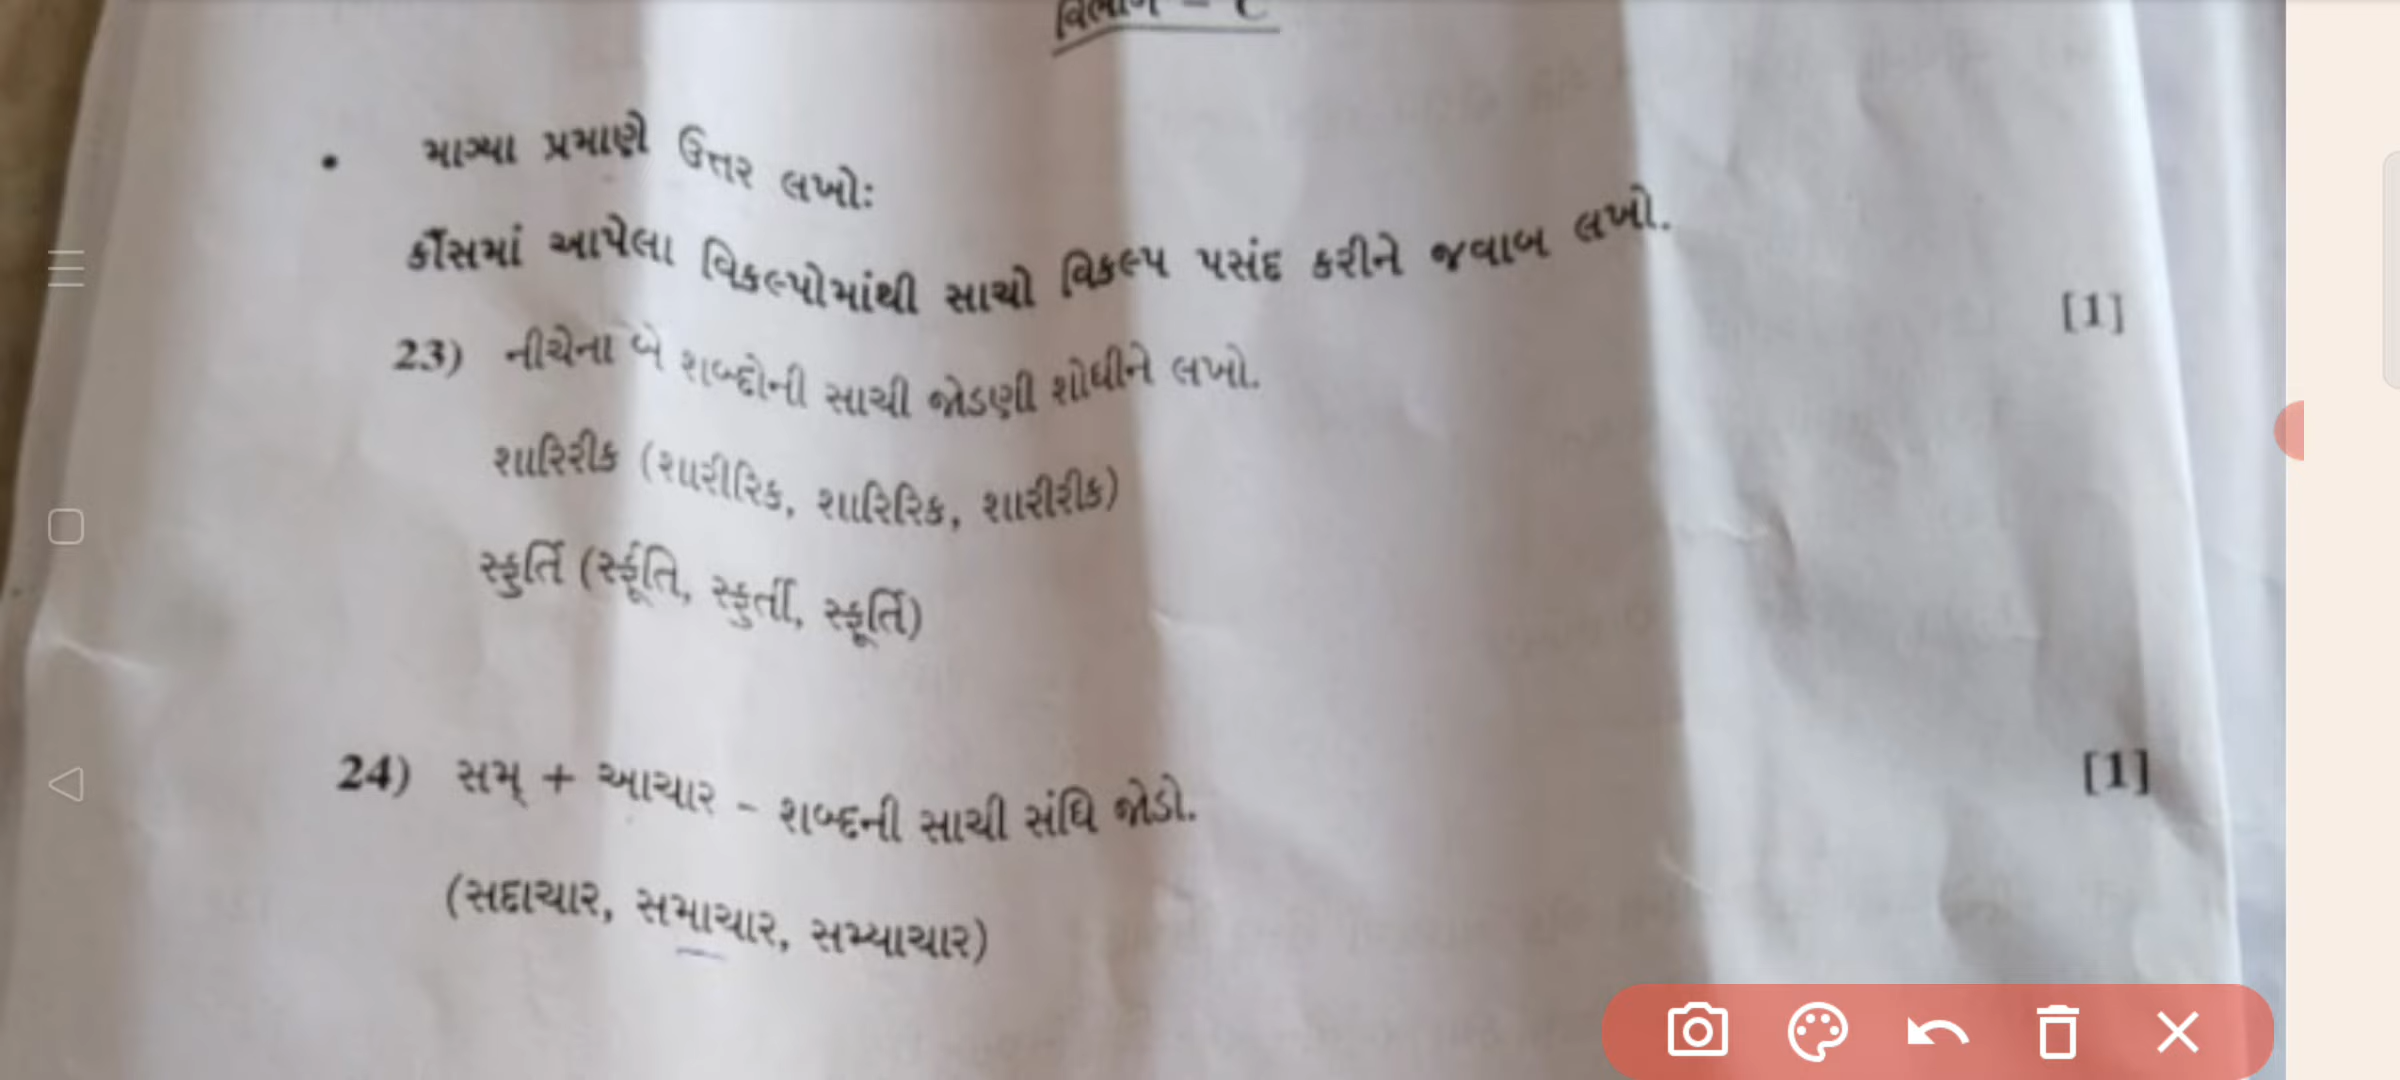 વિભાગ - C
• માગ્યા પ્રમાણે ઉત્તર લખોઃ
કૌંસમાં આપેલા વિકલ્પોમાંથી સાચો વિકલ્પ પસંદ કરીને જવાબ લખો.
23) નીચેના બે શબ્દોની સાચી જોડણી શોધીને લખો. [1]
શારિરીક (શારીરિક, શારિરિક, શારીરીક)
સ્ફુર્તિ (સ્ર્ફૂતિ, સ્ફુર્તી, સ્ફૂર્તિ)
24) સમ્ + આચાર - શબ્દની સાચી સંધિ જોડો. [1]
(સદાચાર, સમાચાર, સમ્યાચાર)